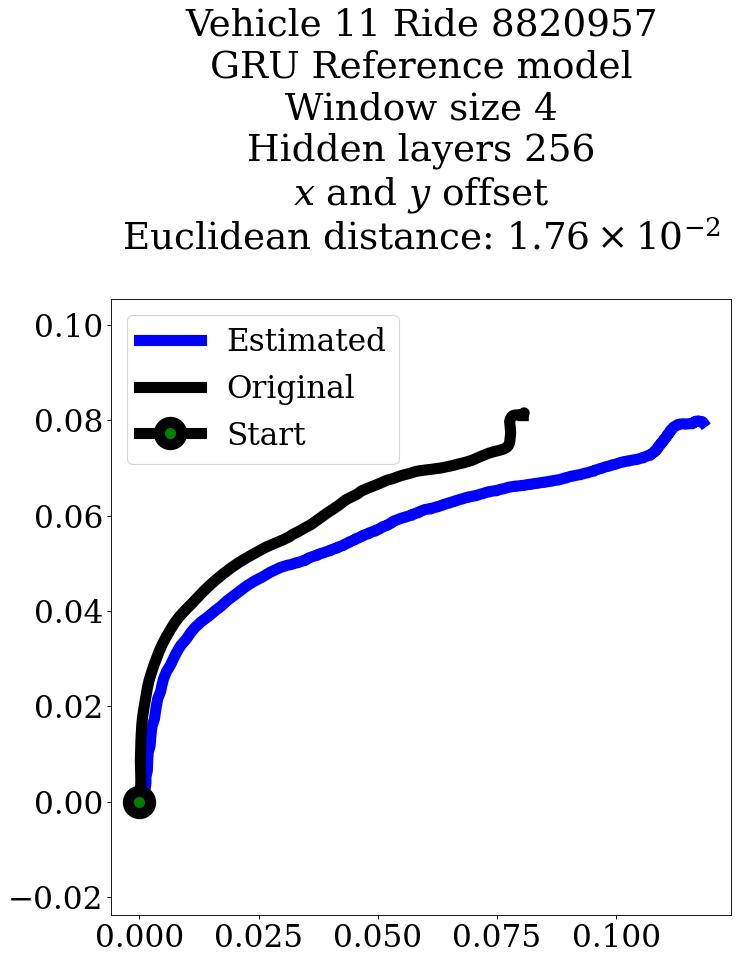 Vehicle 11 Ride 8820957
GRU Reference model
Window size 4
Hidden layers 256
x and y offset
Euclidean distance: 1.76 × 10⁻²
Estimated
Original
Start
0.10
0.08
0.06
0.04
0.02
0.00
−0.02
0.000 0.025 0.050 0.075 0.100